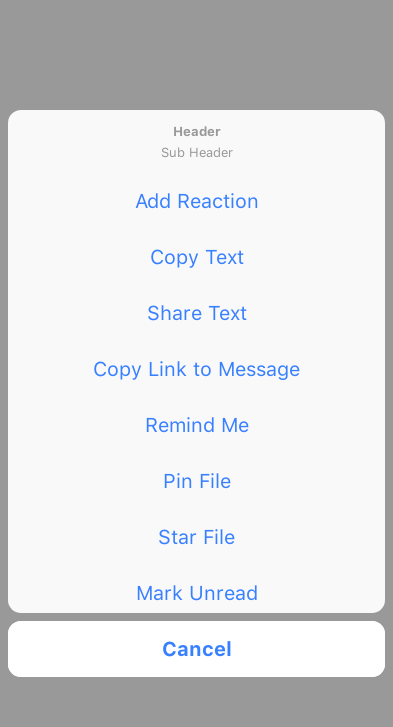 Header
Sub Header
Add Reaction
Copy Text
Share Text
Copy Link to Message
Remind Me
Pin File
Star File
Mark Unread
Cancel